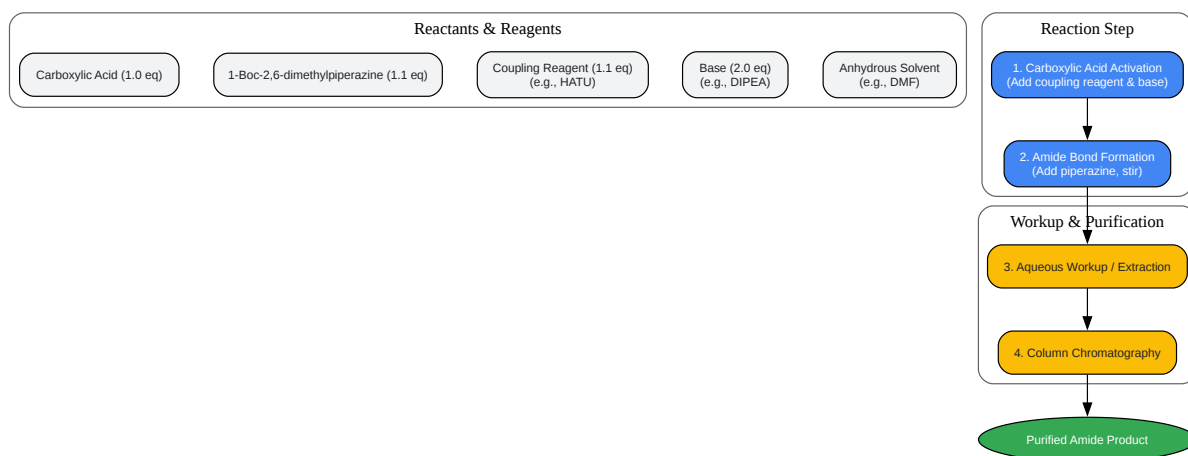 Reactants & Reagents
Carboxylic Acid (1.0 eq)
1-Boc-2,6-dimethylpiperazine (1.1 eq)
Coupling Reagent (1.1 eq)
(e.g., HATU)
Base (2.0 eq)
(e.g., DIPEA)
Anhydrous Solvent
(e.g., DMF)
Reaction Step
1. Carboxylic Acid Activation
(Add coupling reagent & base)
2. Amide Bond Formation
(Add piperazine, stir)
Workup & Purification
3. Aqueous Workup / Extraction
4. Column Chromatography
Purified Amide Product